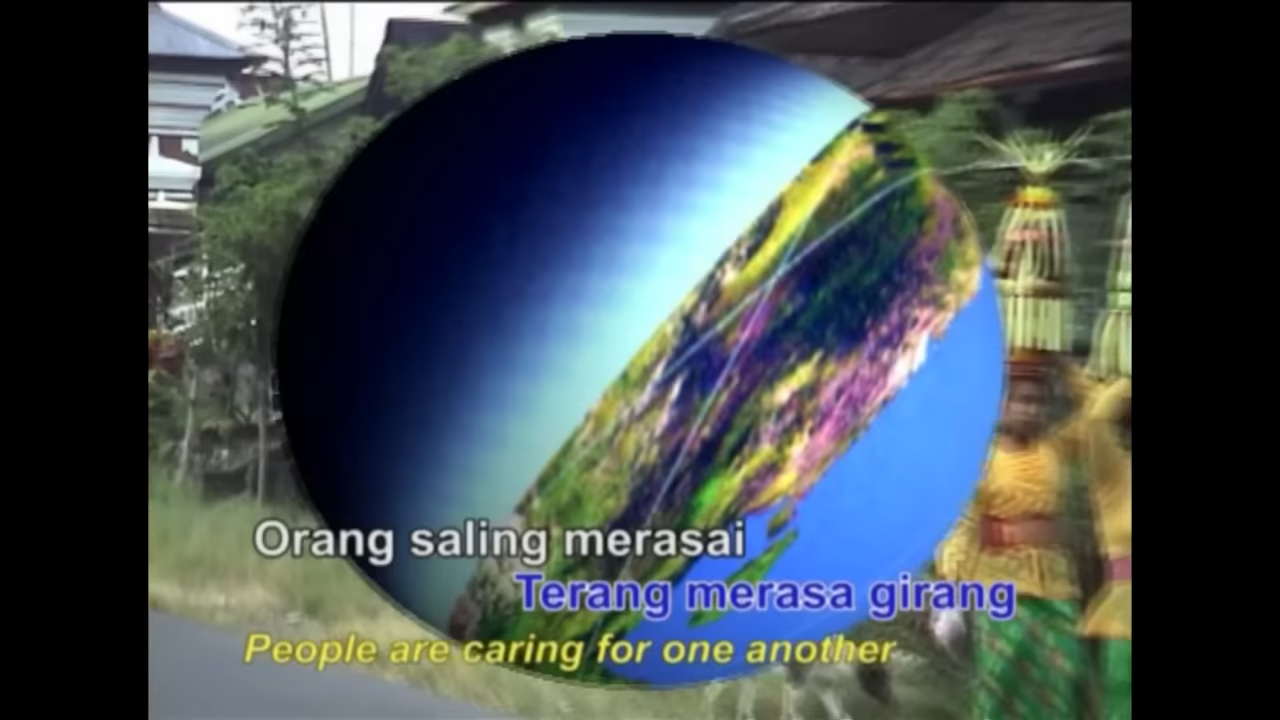 Orang saling merasai
Terang merasa girang
People are caring for one another